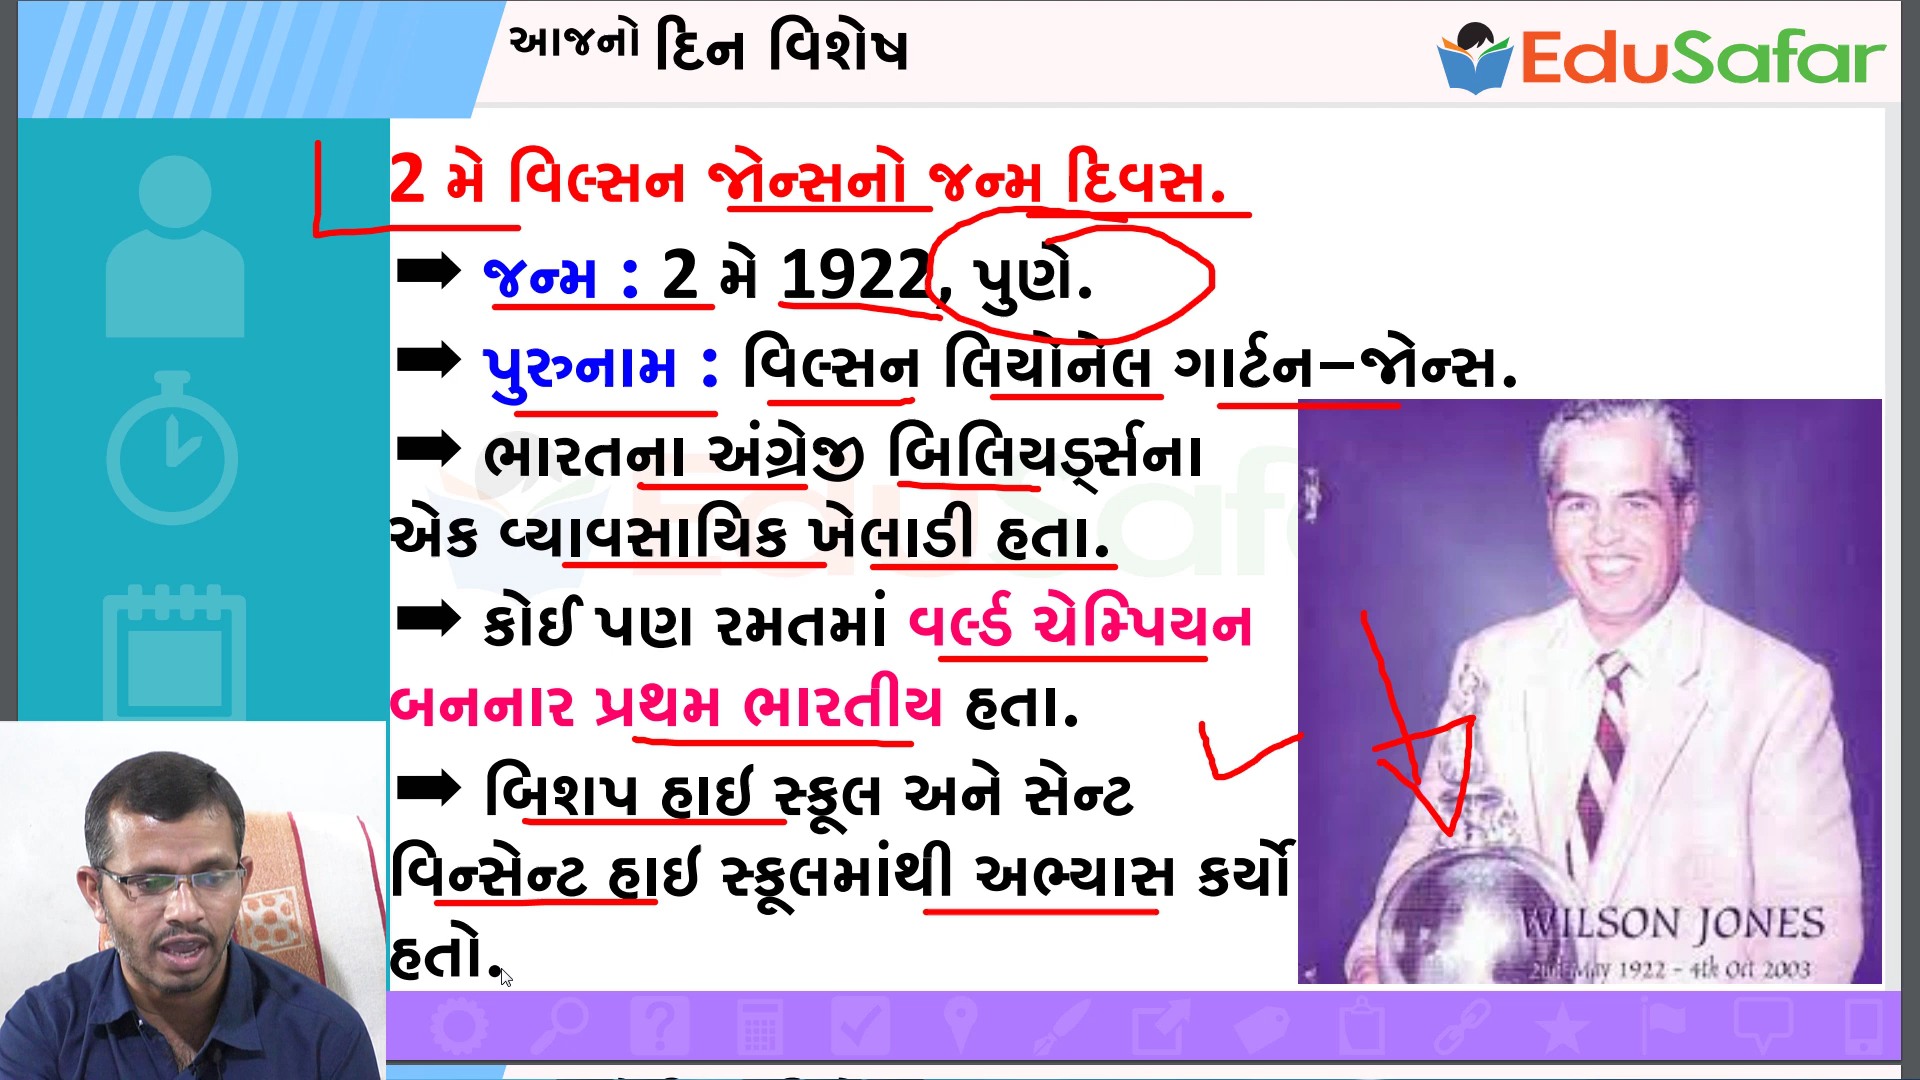 આજનો દિન વિશેષ
EduSafar
2 મે વિલ્સન જોન્સનો જન્મ દિવસ.
➡ જન્મ : 2 મે 1922, પુણે.
➡ પુરુનામ : વિલ્સન લિયોનેલ ગાર્ટન-જોન્સ.
➡ ભારતના અંગ્રેજી બિલિયર્ડ્સના
એક વ્યાવસાયિક ખેલાડી હતા.
➡ કોઈ પણ રમતમાં વર્લ્ડ ચેમ્પિયન
બનનાર પ્રથમ ભારતીય હતા.
➡ બિશપ હાઇ સ્કૂલ અને સેન્ટ
વિન્સેન્ટ હાઇ સ્કૂલમાંથી અભ્યાસ કર્યો
હતો.
WILSON JONES
2nd May 1922 - 4th Oct 2003